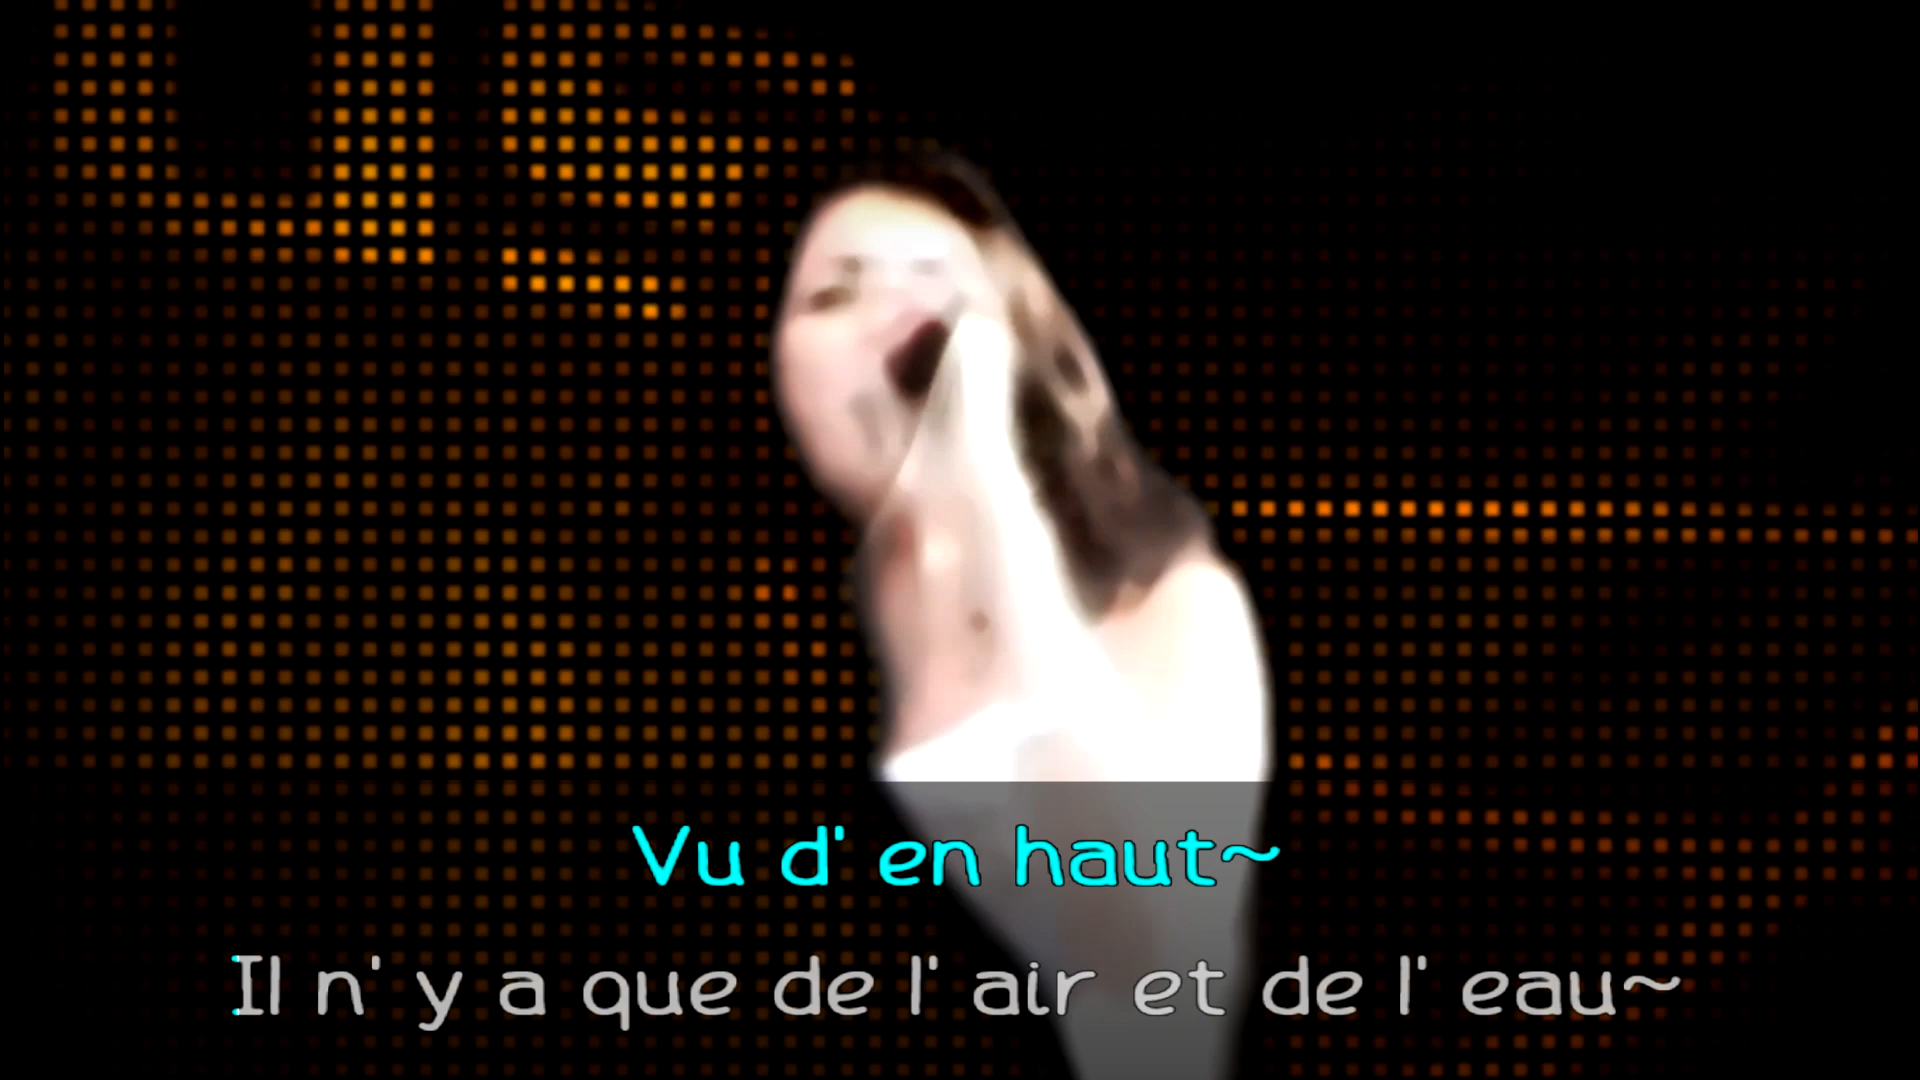 Vu d' en haut~
Il n' y a que de l' air et de l' eau~